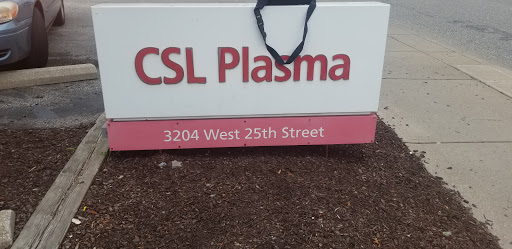 CSL Plasma
3204 West 25th Street